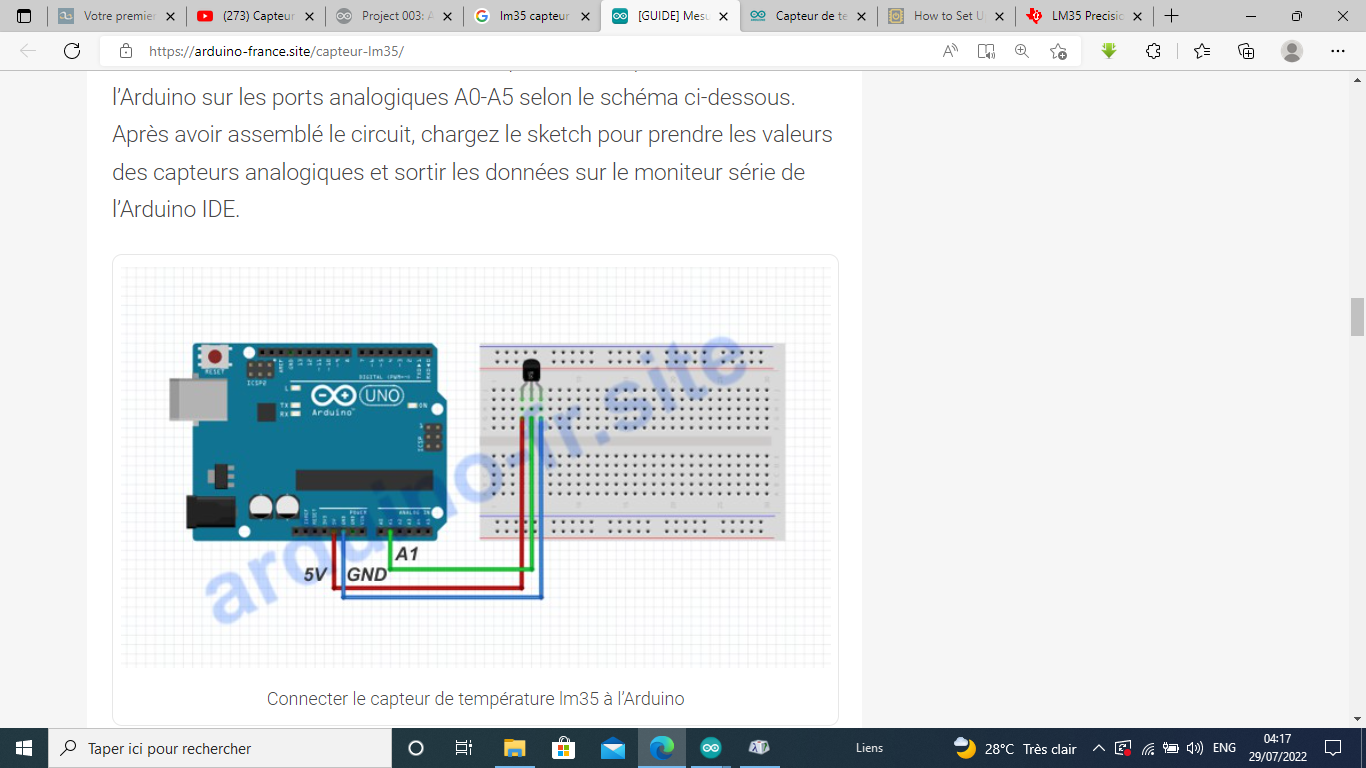 Votre premier
(273) Capteur
Project 003: A
lm35 capteur
[GUIDE] Mesu
Capteur de te
How to Set U
LM35 Precisio
https://arduino-france.site/capteur-lm35/
l’Arduino sur les ports analogiques A0-A5 selon le schéma ci-dessous.
Après avoir assemblé le circuit, chargez le sketch pour prendre les valeurs
des capteurs analogiques et sortir les données sur le moniteur série de
l’Arduino IDE.
RESET
ICSP2
AREF
GND
DIGITAL (PWM~)
L
TX
RX
UNO
Arduino™
ON
ICSP
POWER
ANALOG IN
arduino-fr.site
A1
5V
GND
Connecter le capteur de température lm35 à l’Arduino
Taper ici pour rechercher
Liens
28°C Très clair
ENG
04:17
29/07/2022